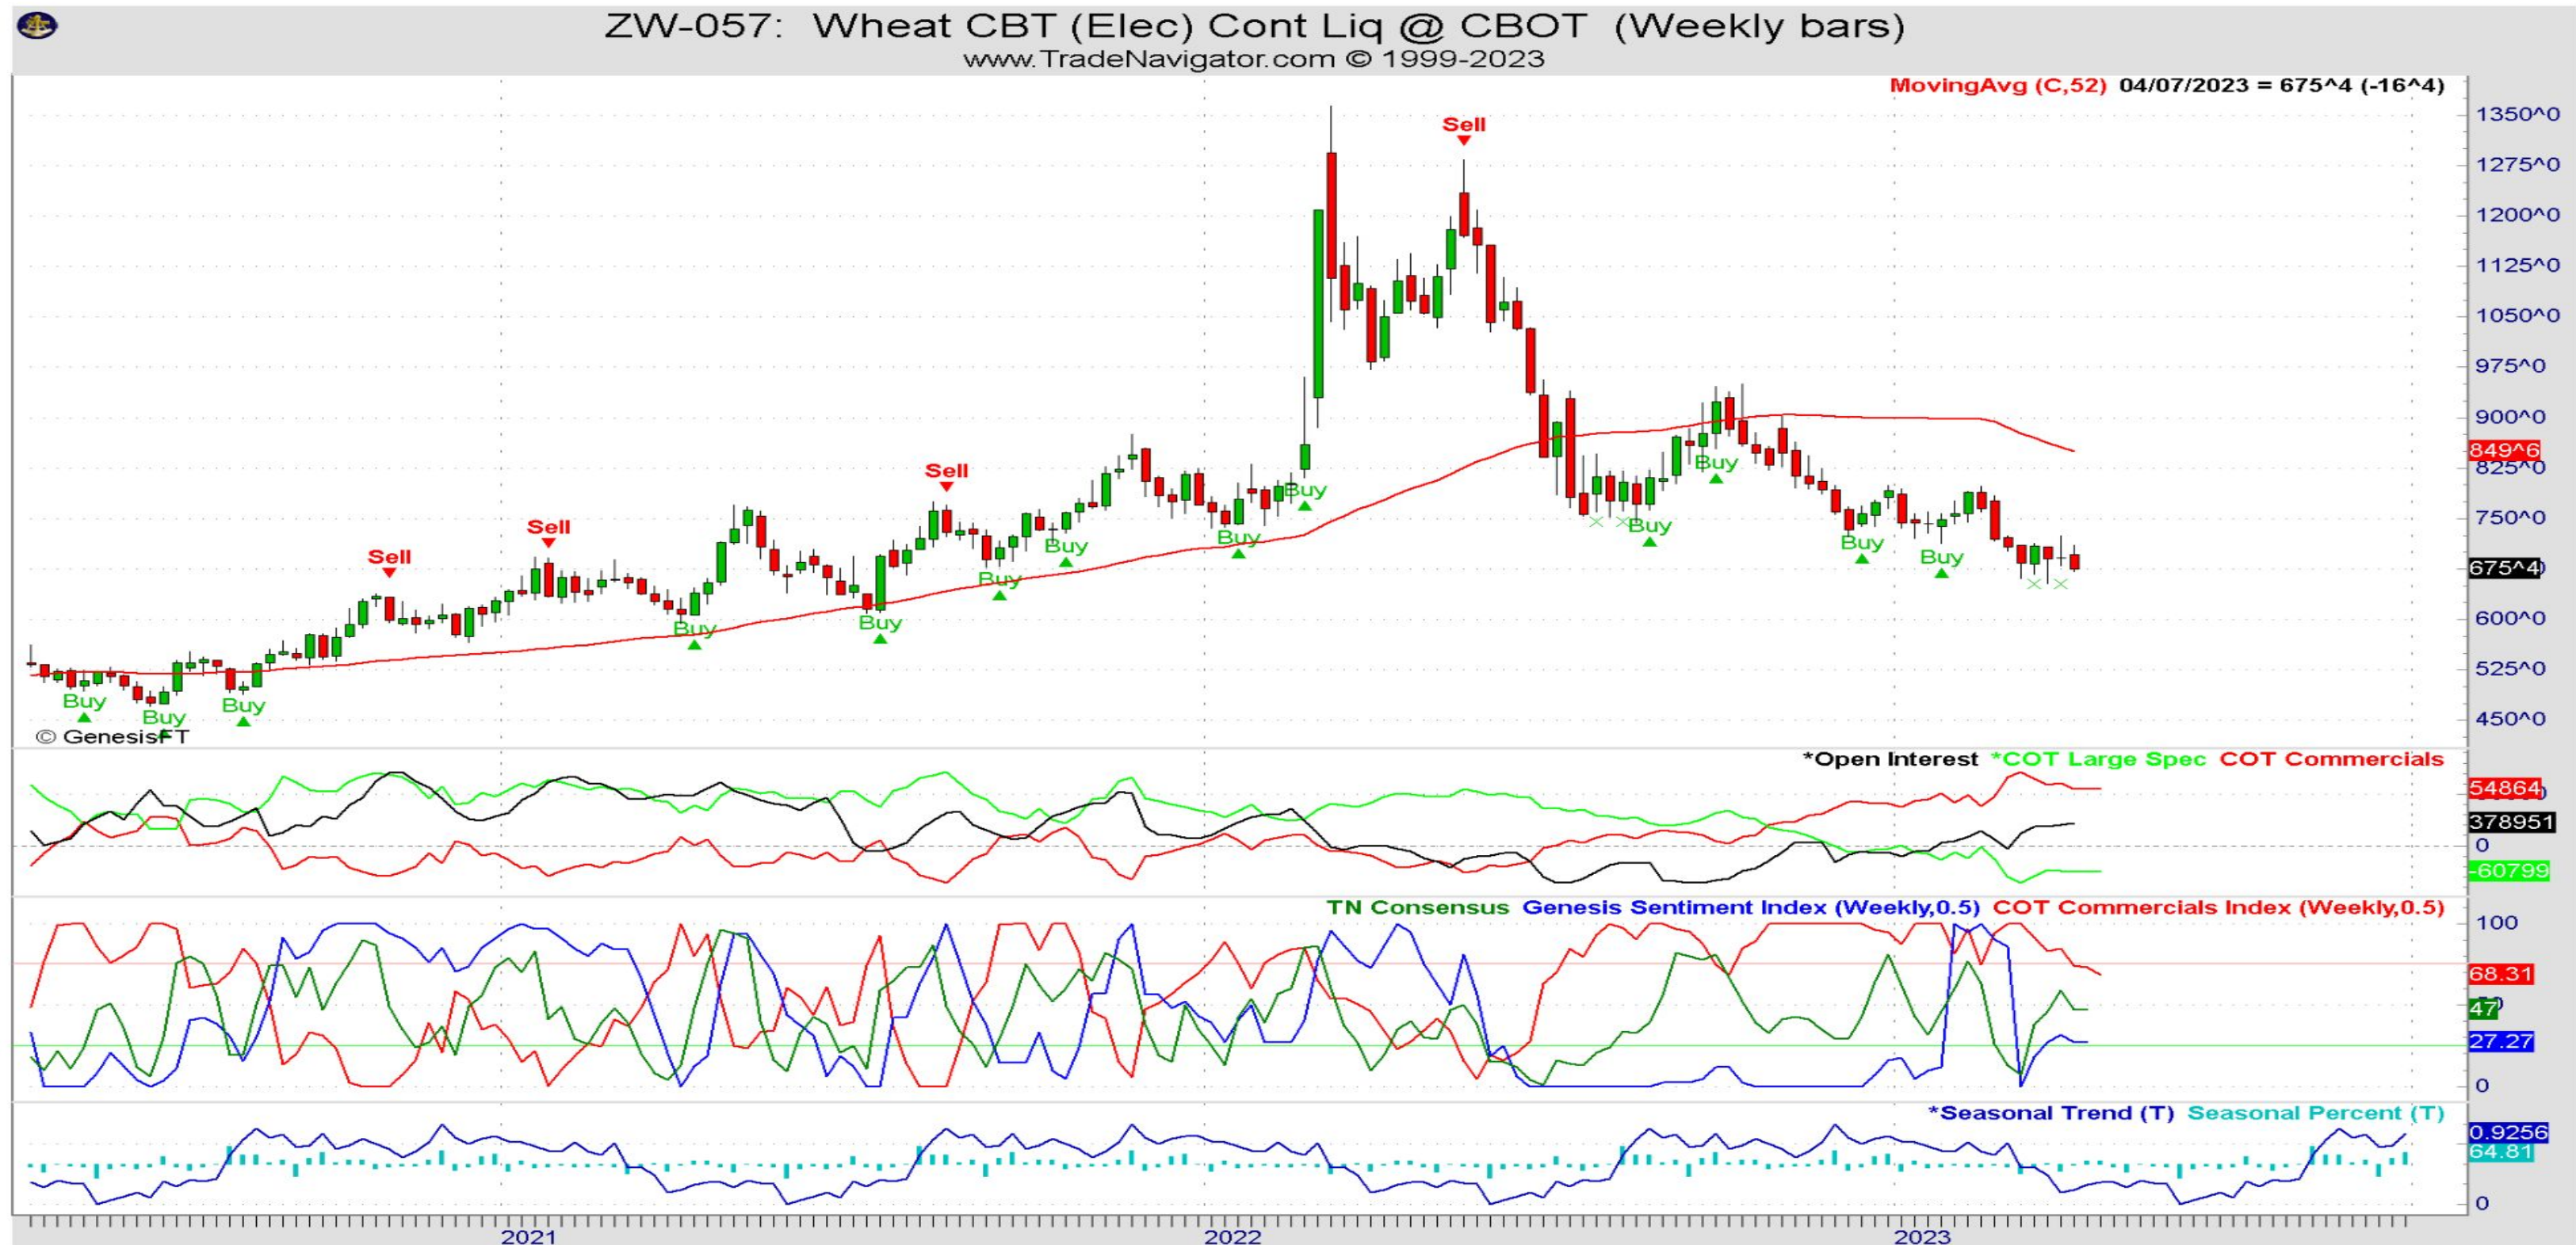 ZW-057: Wheat CBT (Elec) Cont Liq @ CBOT (Weekly bars)
www.TradeNavigator.com © 1999-2023
MovingAvg (C,52) 04/07/2023 = 675^4 (-16^4)
1350^0
Sell
1275^0
1200^0
1125^0
1050^0
975^0
900^0
849^6
Buy
Sell
825^0
Buy
Sell
Buy
750^0
Buy
Buy
Buy
Buy
Sell
Buy
675^4
Buy
Buy
Buy
600^0
525^0
Buy
Buy
Buy
450^0
© GenesisFT
*Open Interest *COT Large Spec COT Commercials
54864
378951
0
-60799
TN Consensus Genesis Sentiment Index (Weekly,0.5) COT Commercials Index (Weekly,0.5)
100
68.31
47
27.27
0
*Seasonal Trend (T) Seasonal Percent (T)
0.9256
64.81
0
2021 2022 2023